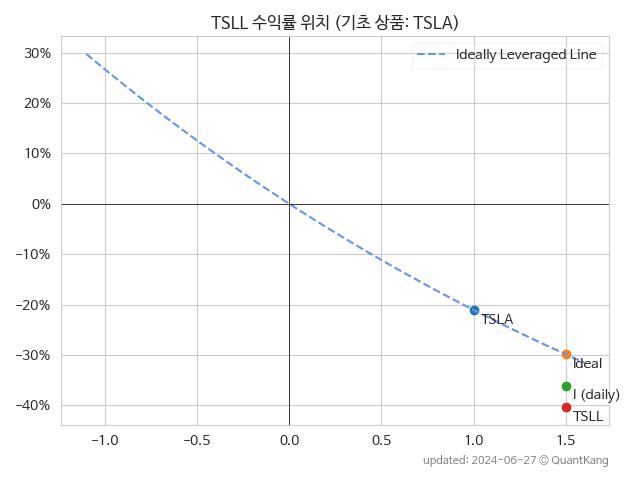 TSLL 수익률 위치 (기초 상품: TSLA)
Ideally Leveraged Line
30%
20%
10%
0%
−10%
−20%
−30%
−40%
TSLA
Ideal
I (daily)
TSLL
−1.0
−0.5
0.0
0.5
1.0
1.5
updated: 2024-06-27 © QuantKang